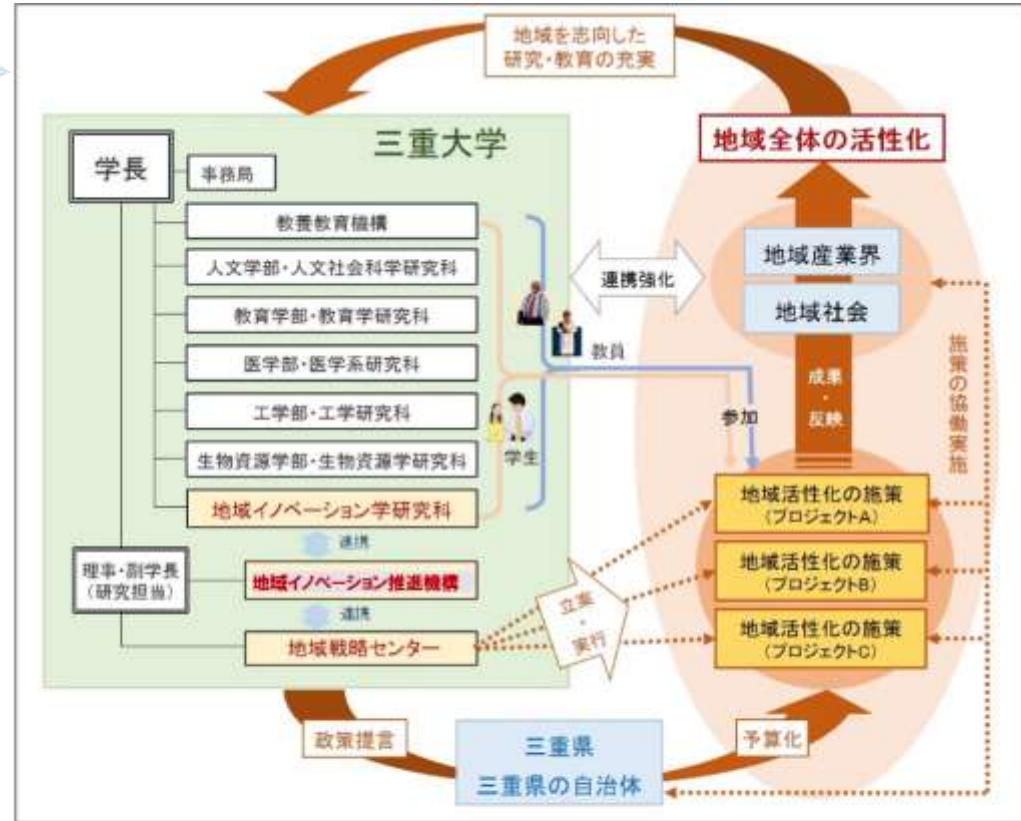 地域を志向した
研究・教育の充実
三重大学
学長
事務局
教養教育機構
人文学部・人文社会科学研究科
教育学部・教育学研究科
医学部・医学系研究科
工学部・工学研究科
生物資源学部・生物資源学研究科
地域イノベーション学研究科
連携
理事・副学長
(研究担当)
地域イノベーション推進機構
連携
地域戦略センター
教員
学生
連携強化
参加
立案
・
実行
地域全体の活性化
地域産業界
地域社会
成果
・
反映
施策の協働実施
地域活性化の施策
(プロジェクトA)
地域活性化の施策
(プロジェクトB)
地域活性化の施策
(プロジェクトC)
政策提言
三重県
三重県の自治体
予算化